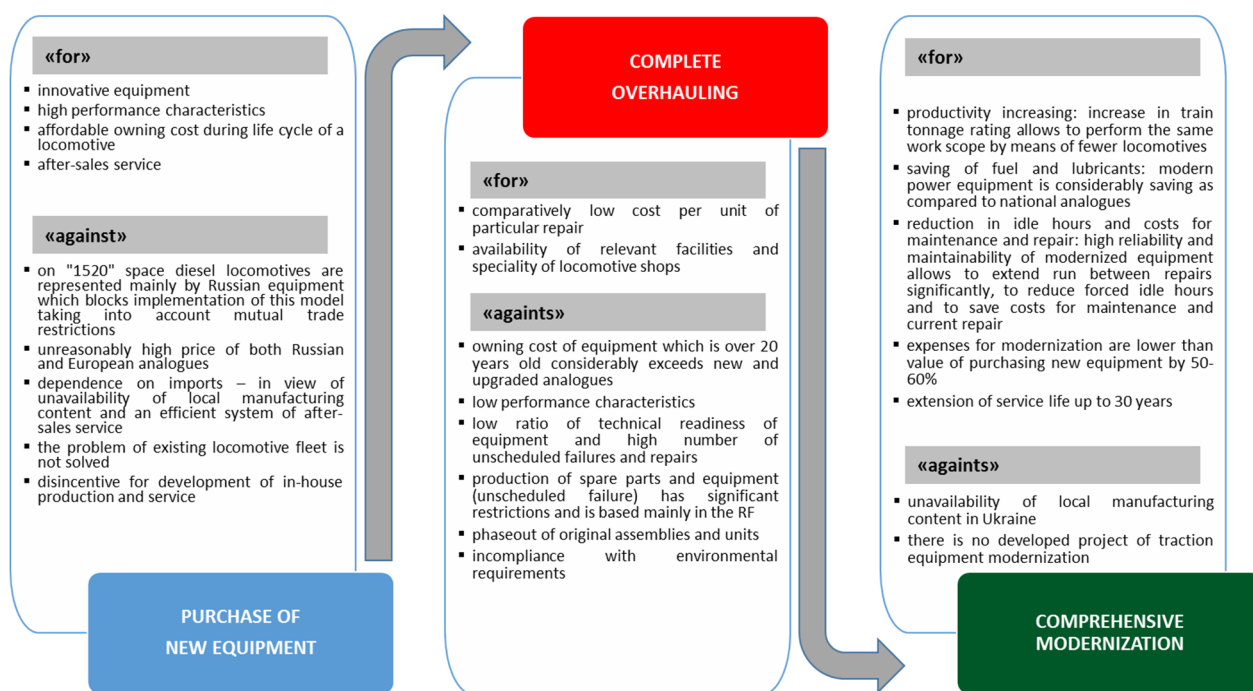 «for»
▪ innovative equipment
▪ high performance characteristics
▪ affordable owning cost during life cycle of a
locomotive
▪ after-sales service
«against»
▪ on "1520" space diesel locomotives are
represented mainly by Russian equipment
which blocks implementation of this model
taking into account mutual trade
restrictions
▪ unreasonably high price of both Russian
and European analogues
▪ dependence on imports – in view of
unavailability of local manufacturing
content and an efficient system of after-
sales service
▪ the problem of existing locomotive fleet is
not solved
▪ disincentive for development of in-house
production and service
PURCHASE OF
NEW EQUIPMENT
COMPLETE
OVERHAULING
«for»
▪ comparatively low cost per unit of
particular repair
▪ availability of relevant facilities and
speciality of locomotive shops
«againts»
▪ owning cost of equipment which is over 20
years old considerably exceeds new and
upgraded analogues
▪ low performance characteristics
▪ low ratio of technical readiness of
equipment and high number of
unscheduled failures and repairs
▪ production of spare parts and equipment
(unscheduled failure) has significant
restrictions and is based mainly in the RF
▪ phaseout of original assemblies and units
▪ incompliance with environmental
requirements
«for»
▪ productivity increasing: increase in train
tonnage rating allows to perform the same
work scope by means of fewer locomotives
▪ saving of fuel and lubricants: modern
power equipment is considerably saving as
compared to national analogues
▪ reduction in idle hours and costs for
maintenance and repair: high reliability and
maintainability of modernized equipment
allows to extend run between repairs
significantly, to reduce forced idle hours
and to save costs for maintenance and
current repair
▪ expenses for modernization are lower than
value of purchasing new equipment by 50-
60%
▪ extension of service life up to 30 years
«againts»
▪ unavailability of local manufacturing
content in Ukraine
▪ there is no developed project of traction
equipment modernization
COMPREHENSIVE
MODERNIZATION